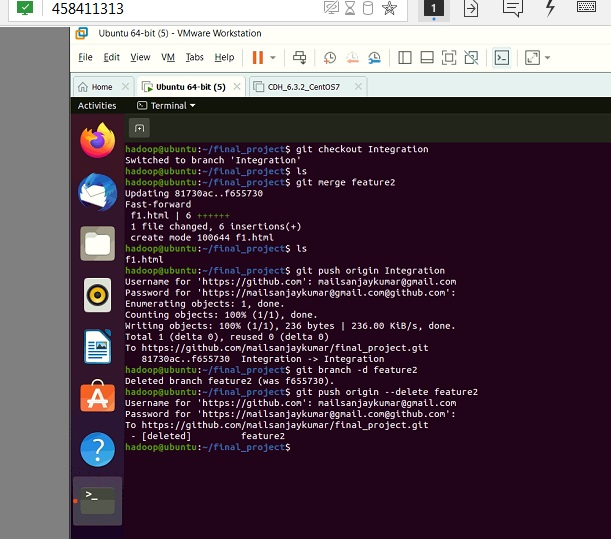 458411313
1
Ubuntu 64-bit (5) - VMware Workstation
File Edit View VM Tabs Help
Home Ubuntu 64-bit (5) CDH_6.3.2_CentOS7
Activities Terminal
hadoop@ubuntu:~/final_project$ git checkout Integration
Switched to branch 'Integration'
hadoop@ubuntu:~/final_project$ ls
hadoop@ubuntu:~/final_project$ git merge feature2
Updating 81730ac..f655730
Fast-forward
f1.html | 6 ++++++
1 file changed, 6 insertions(+)
create mode 100644 f1.html
hadoop@ubuntu:~/final_project$ ls
f1.html
hadoop@ubuntu:~/final_project$ git push origin Integration
Username for 'https://github.com': mailsanjaykumar@gmail.com
Password for 'https://mailsanjaykumar@gmail.com@github.com':
Enumerating objects: 1, done.
Counting objects: 100% (1/1), done.
Writing objects: 100% (1/1), 236 bytes | 236.00 KiB/s, done.
Total 1 (delta 0), reused 0 (delta 0)
To https://github.com/mailsanjaykumar/final_project.git
81730ac..f655730 Integration -> Integration
hadoop@ubuntu:~/final_project$ git branch -d feature2
Deleted branch feature2 (was f655730).
hadoop@ubuntu:~/final_project$ git push origin --delete feature2
Username for 'https://github.com': mailsanjaykumar@gmail.com
Password for 'https://mailsanjaykumar@gmail.com@github.com':
To https://github.com/mailsanjaykumar/final_project.git
- [deleted] feature2
hadoop@ubuntu:~/final_project$